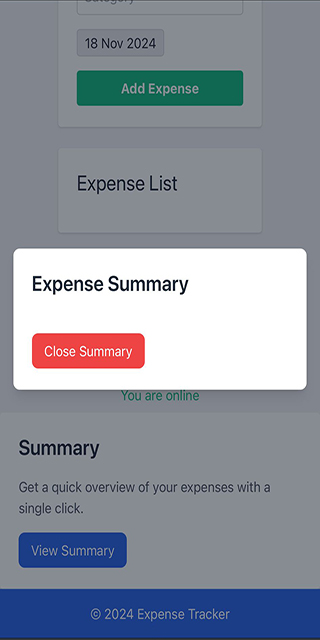 18 Nov 2024
Add Expense
Expense List
Expense Summary
Close Summary
You are online
Summary
Get a quick overview of your expenses with a
single click.
View Summary
© 2024 Expense Tracker